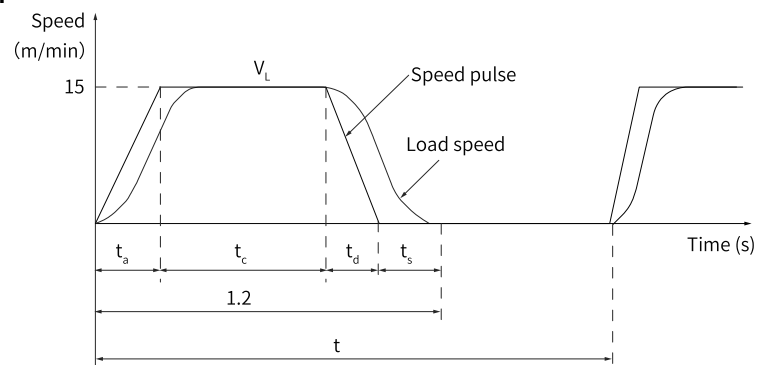 Speed
(m/min)
15
V_L
Speed pulse
Load speed
Time (s)
t_a
t_c
t_d
t_s
1.2
t